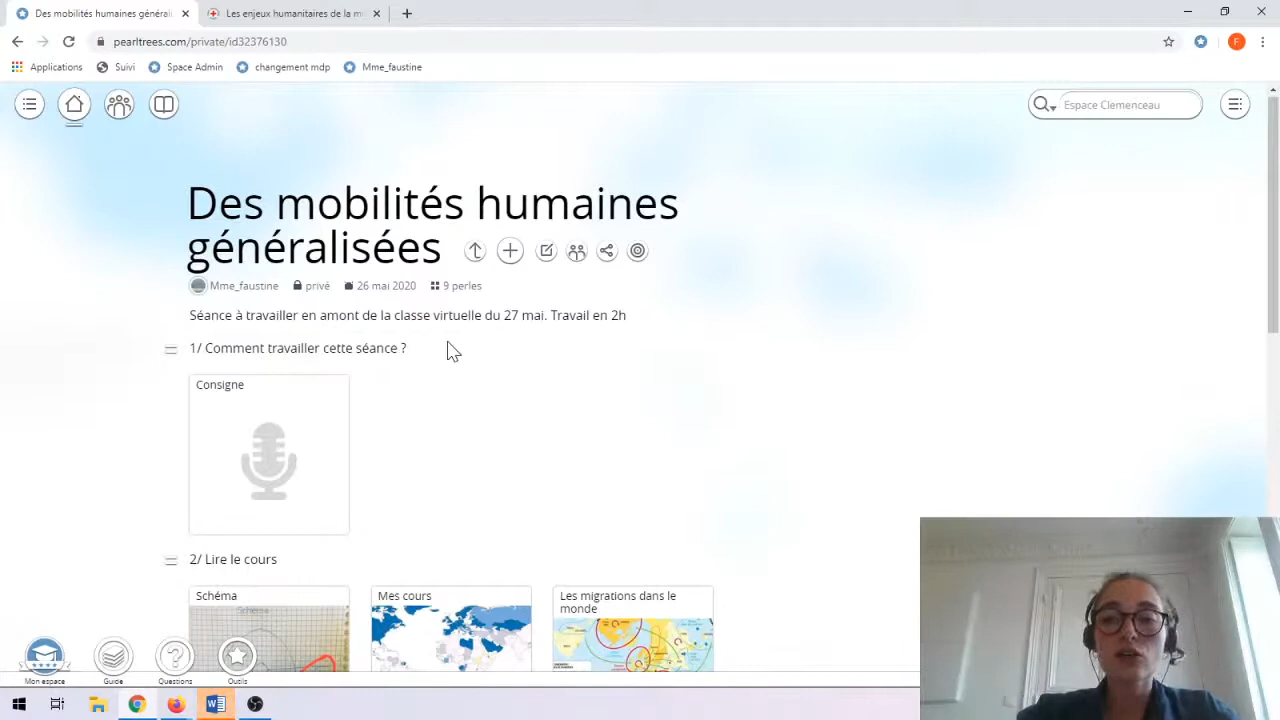 Des mobilités humaines générali
Les enjeux humanitaires de la m
pearltrees.com/private/id32376130
F
Applications
Suivi
Space Admin
changement mdp
Mme_faustine
Espace Clemenceau
Des mobilités humaines
généralisées
Mme_faustine
privé
26 mai 2020
9 perles
Séance à travailler en amont de la classe virtuelle du 27 mai. Travail en 2h
1/ Comment travailler cette séance ?
Consigne
2/ Lire le cours
Schéma
Mes cours
Les migrations dans le
monde
Mon espace
Guide
Questions
Outils